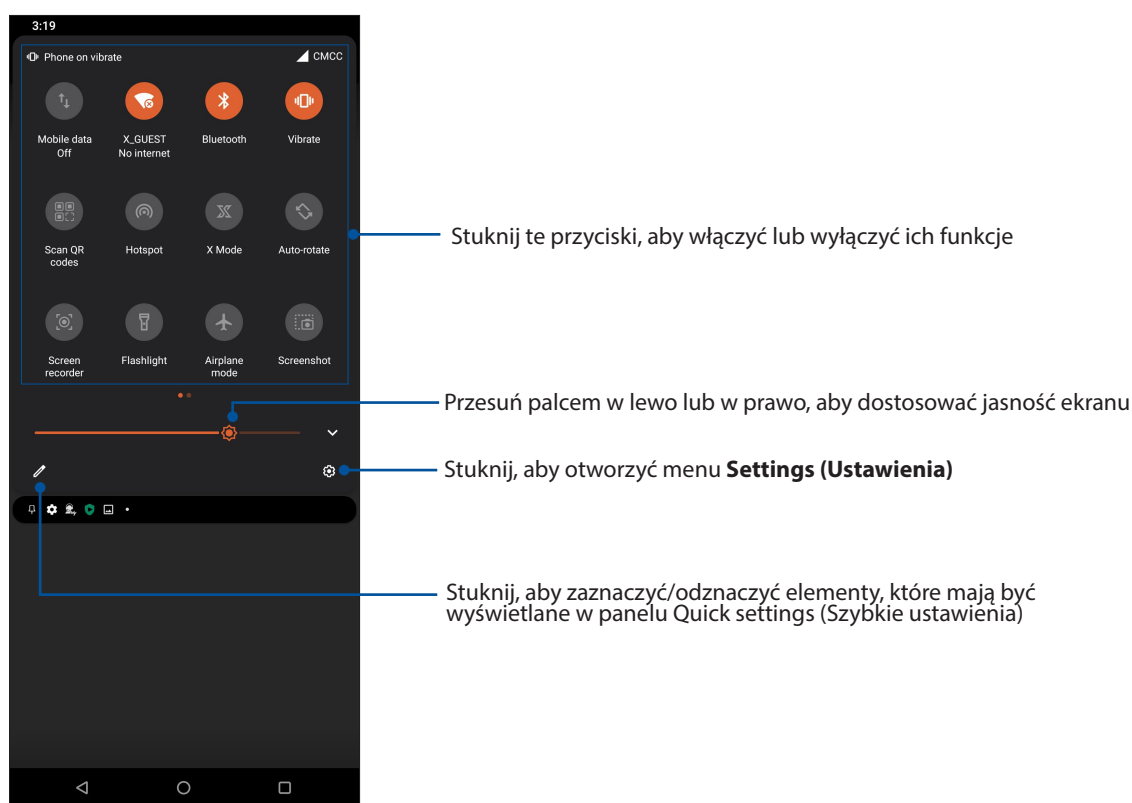 3:19
Phone on vibrate
CMCC
Mobile data
Off
X_GUEST
No internet
Bluetooth
Vibrate
Scan QR
codes
Hotspot
X Mode
Auto-rotate
Stuknij te przyciski, aby włączyć lub wyłączyć ich funkcje
Screen
recorder
Flashlight
Airplane
mode
Screenshot
Przesuń palcem w lewo lub w prawo, aby dostosować jasność ekranu
Stuknij, aby otworzyć menu Settings (Ustawienia)
Stuknij, aby zaznaczyć/odznaczyć elementy, które mają być
wyświetlane w panelu Quick settings (Szybkie ustawienia)